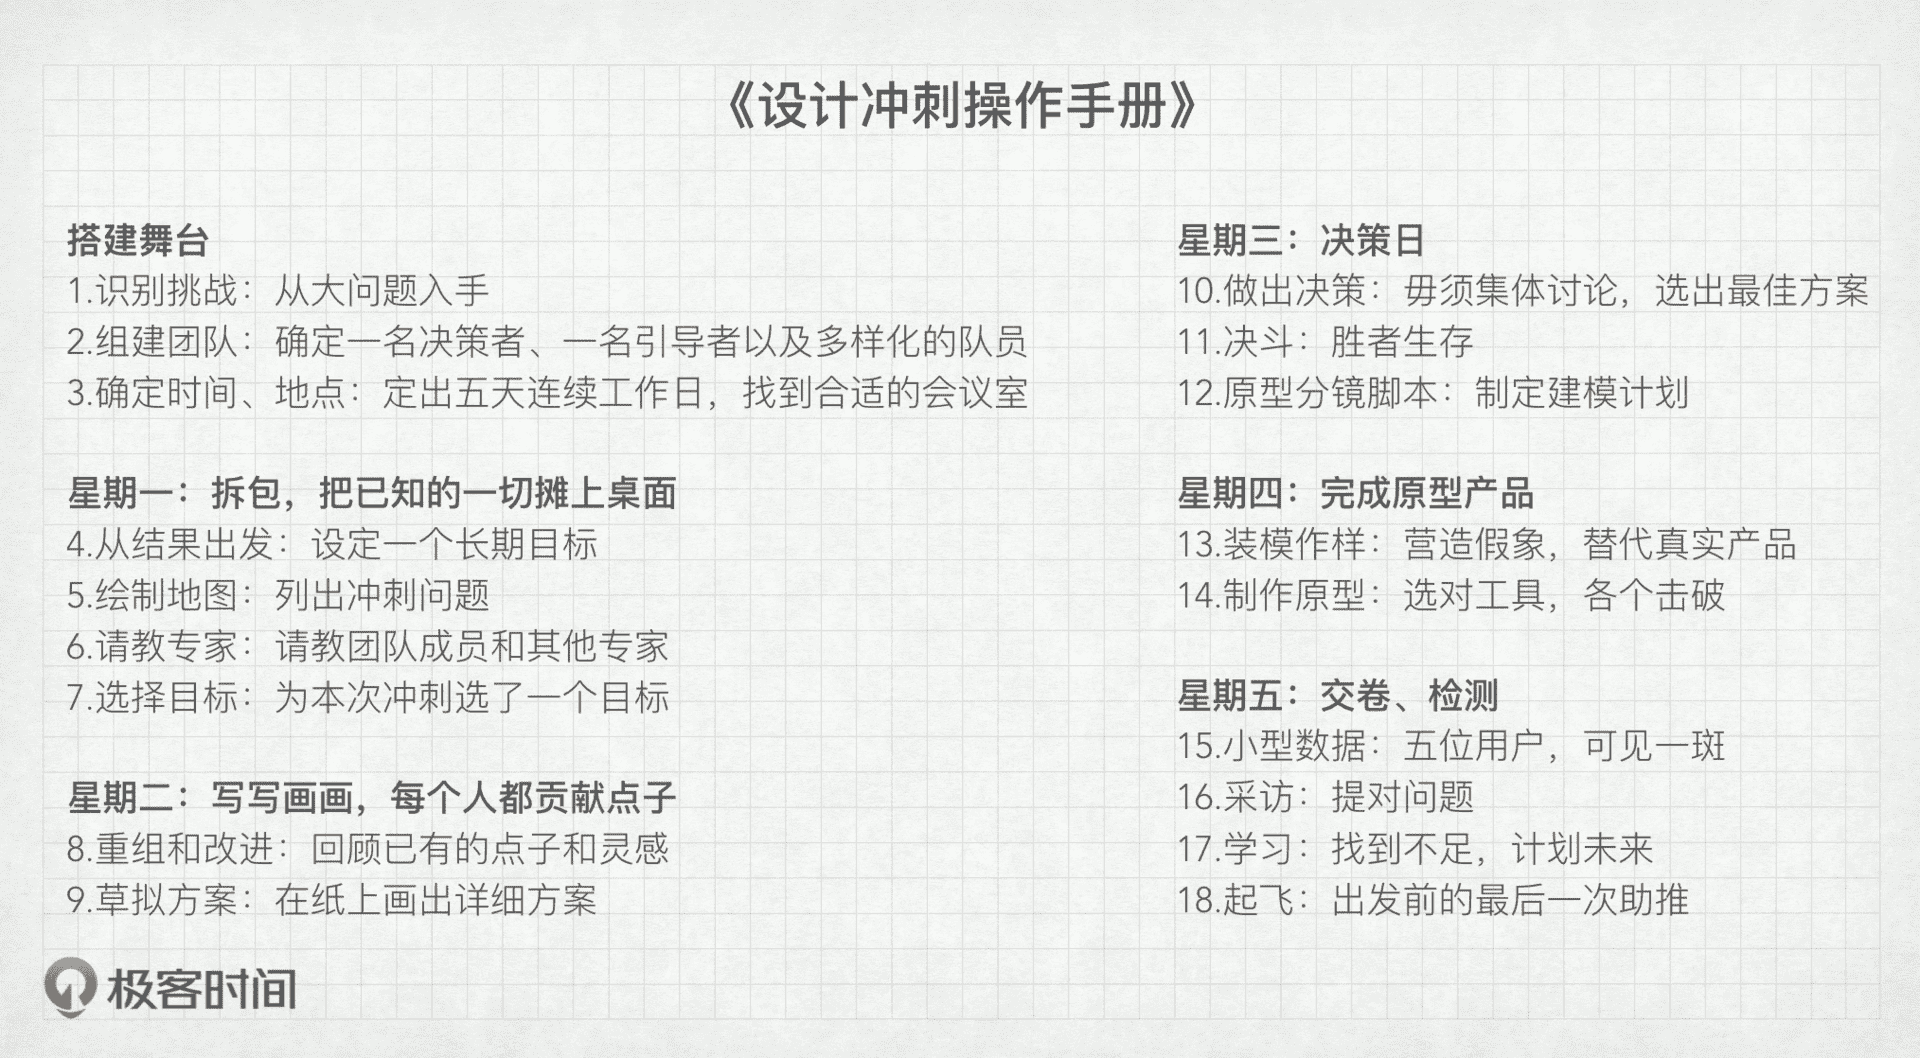 《设计冲刺操作手册》
搭建舞台
1.识别挑战：从大问题入手
2.组建团队：确定一名决策者、一名引导者以及多样化的队员
3.确定时间、地点：定出五天连续工作日，找到合适的会议室
星期一：拆包，把已知的一切摊上桌面
4.从结果出发：设定一个长期目标
5.绘制地图：列出冲刺问题
6.请教专家：请教团队成员和其他专家
7.选择目标：为本次冲刺选了一个目标
星期二：写写画画，每个人都贡献点子
8.重组和改进：回顾已有的点子和灵感
9.草拟方案：在纸上画出详细方案
星期三：决策日
10.做出决策：毋须集体讨论，选出最佳方案
11.决斗：胜者生存
12.原型分镜脚本：制定建模计划
星期四：完成原型产品
13.装模作样：营造假象，替代真实产品
14.制作原型：选对工具，各个击破
星期五：交卷、检测
15.小型数据：五位用户，可见一斑
16.采访：提对问题
17.学习：找到不足，计划未来
18.起飞：出发前的最后一次助推
极客时间